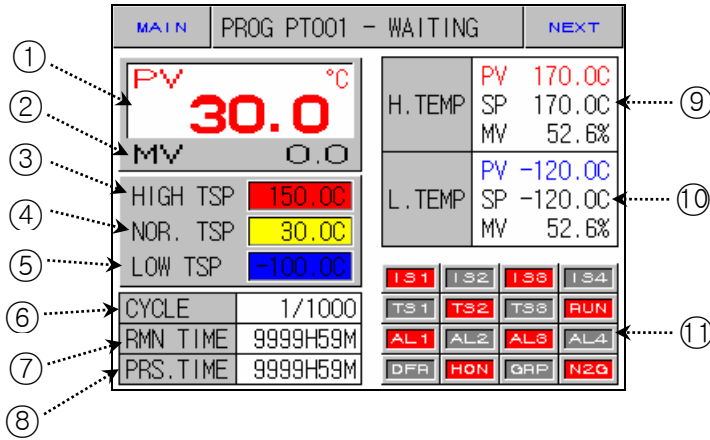 MAIN PROG PT001 - WAITING NEXT
① PV °C
30.0
② MV 0.0
③ HIGH TSP 150.0C
④ NOR. TSP 30.0C
⑤ LOW TSP -100.0C
⑥ CYCLE 1/1000
⑦ RMN TIME 9999H59M
⑧ PRS.TIME 9999H59M
H.TEMP
PV 170.0C
SP 170.0C ⑨
MV 52.6%
L.TEMP
PV -120.0C
SP -120.0C ⑩
MV 52.6%
IS1 IS2 IS3 IS4
TS1 TS2 TS3 RUN
AL1 AL2 AL3 AL4 ⑪
DFR HON GRP N2G